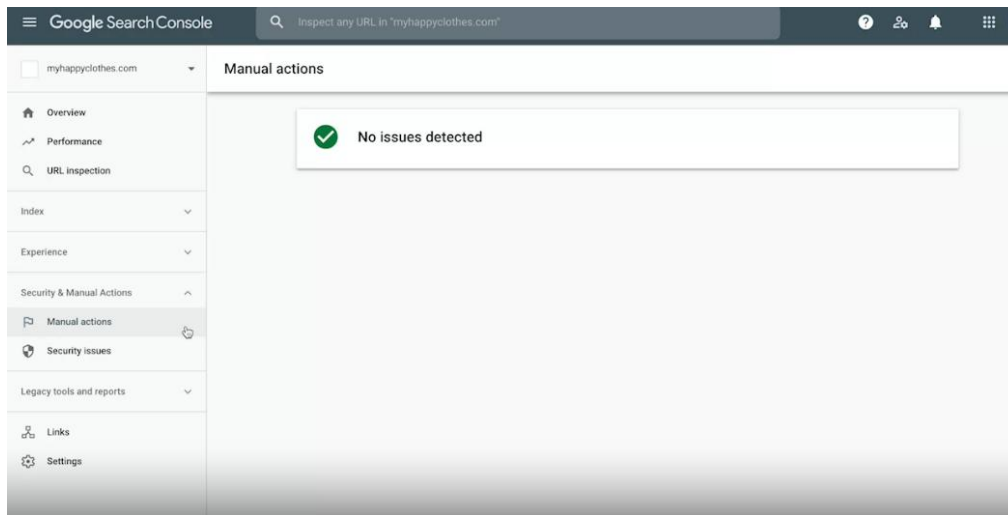 Google Search Console
Inspect any URL in "myhappyclothes.com"
myhappyclothes.com
Manual actions
Overview
Performance
URL inspection
Index
Experience
Security & Manual Actions
Manual actions
Security issues
Legacy tools and reports
Links
Settings
No issues detected